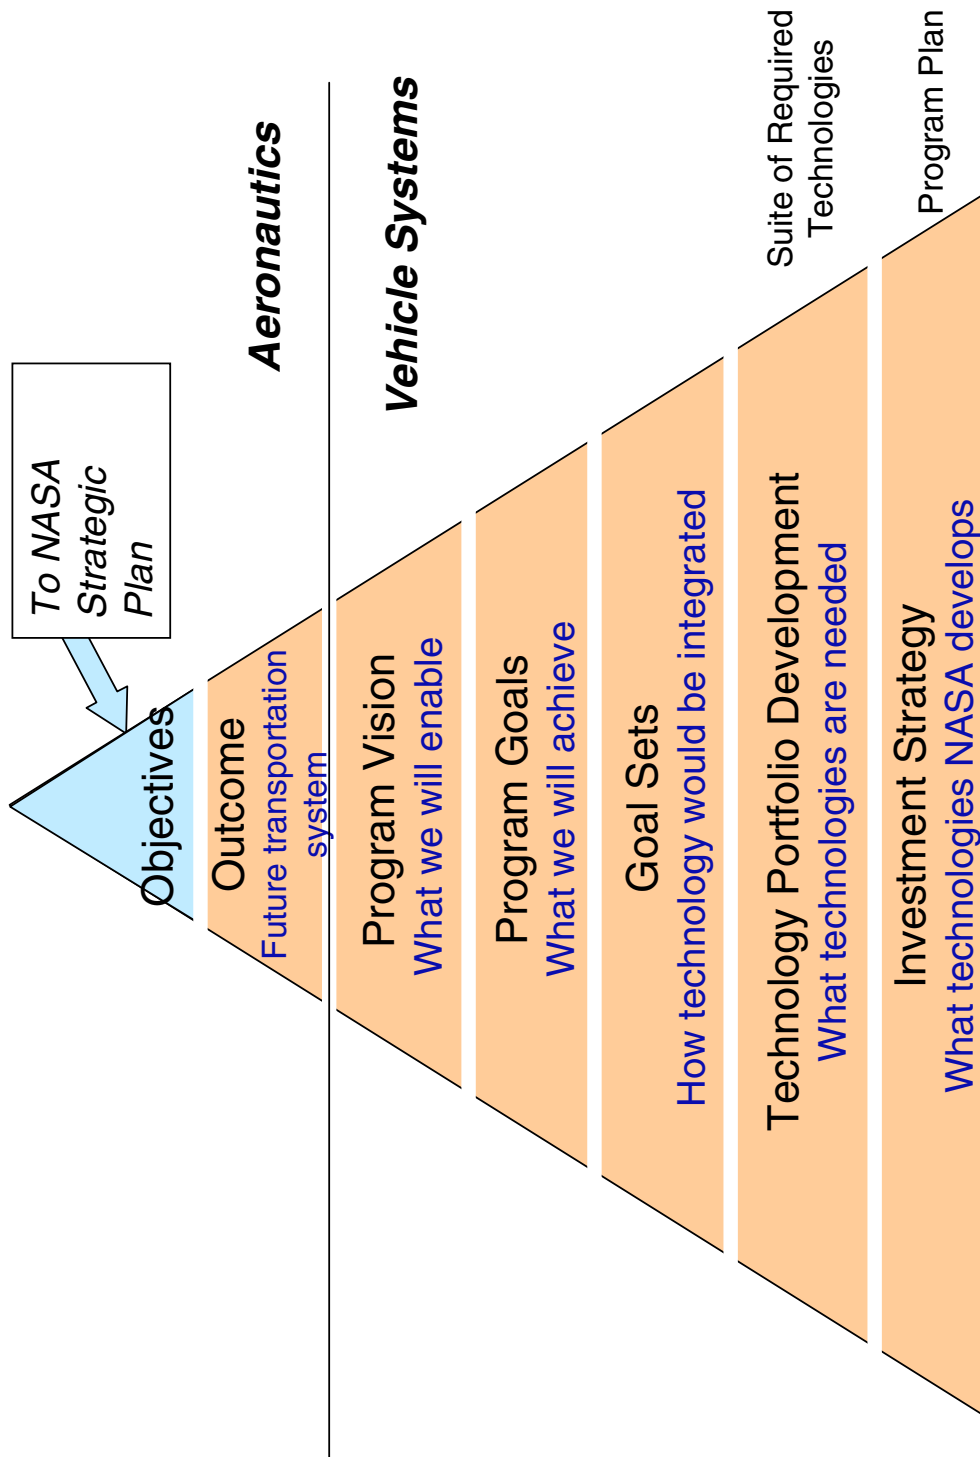 To NASA
Strategic
Plan
Objectives
Aeronautics
Outcome
Future transportation
system
Vehicle Systems
Program Vision
What we will enable
Program Goals
What we will achieve
Goal Sets
How technology would be integrated
Technology Portfolio Development
What technologies are needed
Suite of Required
Technologies
Investment Strategy
What technologies NASA develops
Program Plan